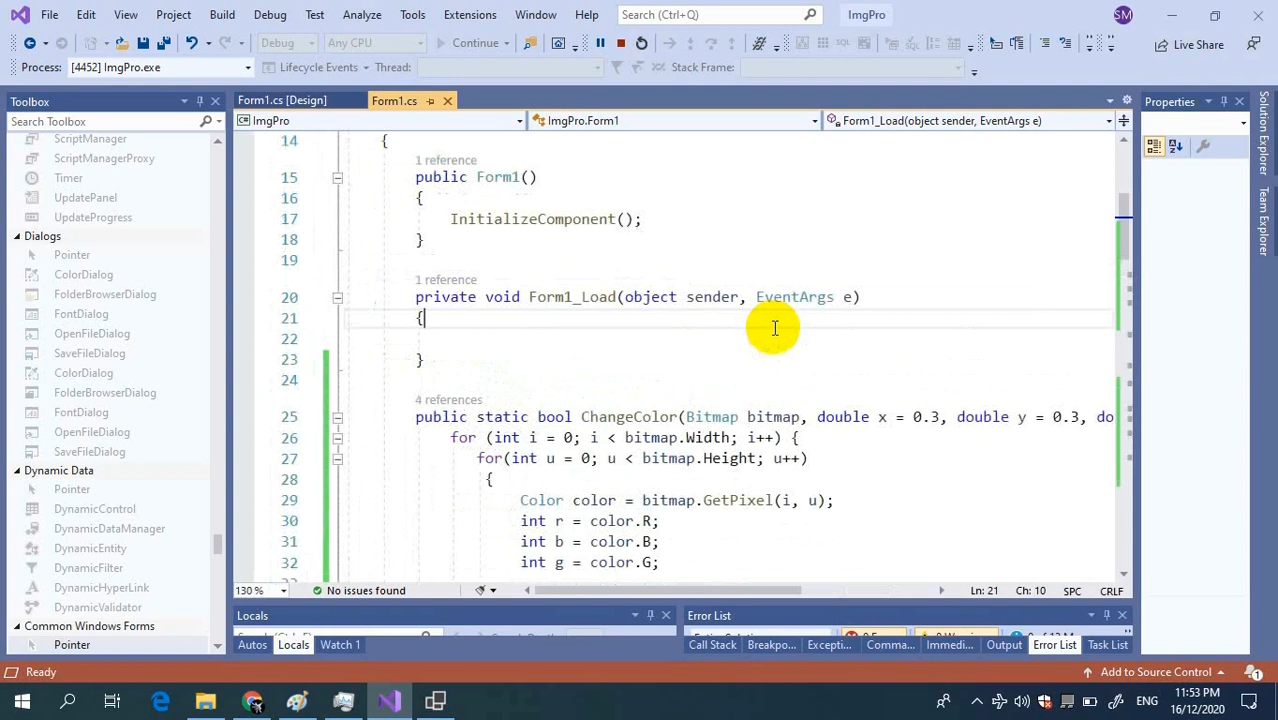 File Edit View Project Build Debug Test Analyze Tools Extensions Window Help Search (Ctrl+Q) ImgPro SM
Debug Any CPU Continue Live Share
Process: [4452] ImgPro.exe Lifecycle Events Thread: Stack Frame:
Toolbox Form1.cs [Design] Form1.cs Properties
Search Toolbox ImgPro ImgPro.Form1 Form1_Load(object sender, EventArgs e)
ScriptManager
ScriptManagerProxy
Timer
UpdatePanel
UpdateProgress
Dialogs
Pointer
ColorDialog
FolderBrowserDialog
FontDialog
OpenFileDialog
SaveFileDialog
ColorDialog
FolderBrowserDialog
FontDialog
OpenFileDialog
SaveFileDialog
Dynamic Data
Pointer
DynamicControl
DynamicDataManager
DynamicEntity
DynamicFilter
DynamicHyperLink
DynamicValidator
Common Windows Forms
Pointer
14 {
1 reference
15 public Form1()
16 {
17 InitializeComponent();
18 }
19
1 reference
20 private void Form1_Load(object sender, EventArgs e)
21 {
22
23 }
24
4 references
25 public static bool ChangeColor(Bitmap bitmap, double x = 0.3, double y = 0.3, do
26 for (int i = 0; i < bitmap.Width; i++) {
27 for(int u = 0; u < bitmap.Height; u++)
28 {
29 Color color = bitmap.GetPixel(i, u);
30 int r = color.R;
31 int b = color.B;
32 int g = color.G;
Solution Explorer
Team Explorer
130 % No issues found Ln: 21 Ch: 10 SPC CRLF
Locals Error List
Autos Locals Watch 1 Call Stack Breakpo... Excepti... Comma... Immedi... Output Error List Task List
Ready Add to Source Control 1
ENG 11:53 PM
16/12/2020